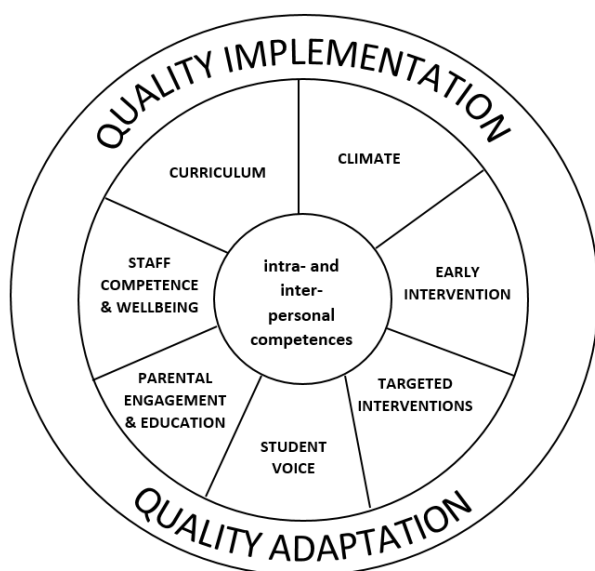 QUALITY IMPLEMENTATION
CURRICULUM
CLIMATE
STAFF
COMPETENCE
& WELLBEING
intra- and
inter-
personal
competences
EARLY
INTERVENTION
PARENTAL
ENGAGEMENT
& EDUCATION
TARGETED
INTERVENTIONS
STUDENT
VOICE
QUALITY ADAPTATION